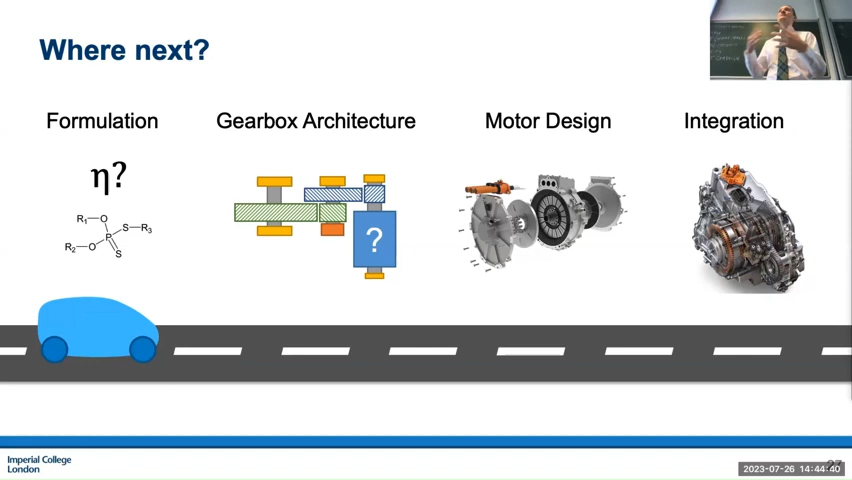 Where next?
Formulation
Gearbox Architecture
Motor Design
Integration
η?
R1
O
P
S
R3
R2
O
S
?
Imperial College
London
27
2023-07-26 14:44:40